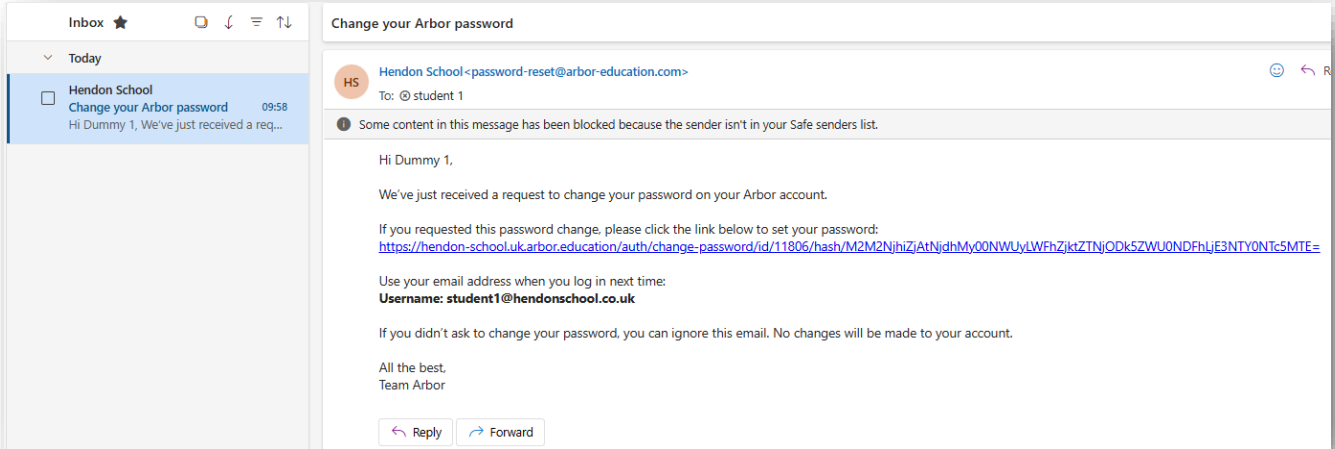 Inbox
Today
Hendon School
Change your Arbor password 09:58
Hi Dummy 1, We've just received a req...
Change your Arbor password
HS
Hendon School<password-reset@arbor-education.com>
R
To: student 1
Some content in this message has been blocked because the sender isn't in your Safe senders list.
Hi Dummy 1,
We've just received a request to change your password on your Arbor account.
If you requested this password change, please click the link below to set your password:
https://hendon-school.uk.arbor.education/auth/change-password/id/11806/hash/M2M2NjhiZjAtNjdhMy00NWUyLWFhZjktZTNjODk5ZWU0NDFhLjE3NTY0NTc5MTE=
Use your email address when you log in next time:
Username: student1@hendonschool.co.uk
If you didn't ask to change your password, you can ignore this email. No changes will be made to your account.
All the best,
Team Arbor
Reply Forward